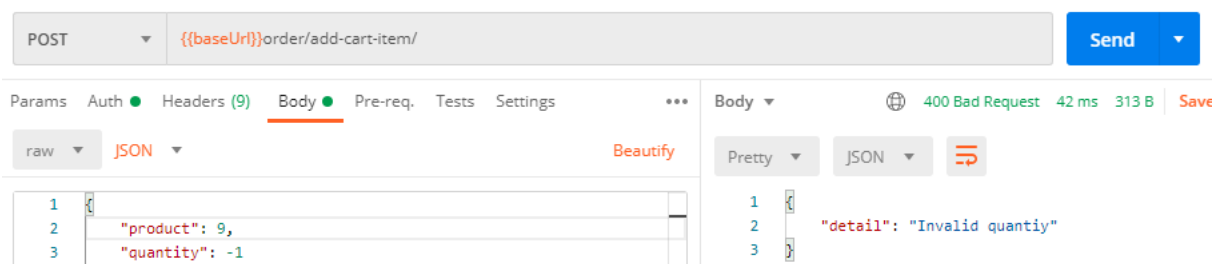 POST {{baseUrl}}order/add-cart-item/ Send
Params Auth Headers (9) Body Pre-req. Tests Settings ••• Body 400 Bad Request 42 ms 313 B Save
raw JSON Beautify Pretty JSON
1 {
2 "product": 9,
3 "quantity": -1
1 {
2 "detail": "Invalid quantiy"
3 }